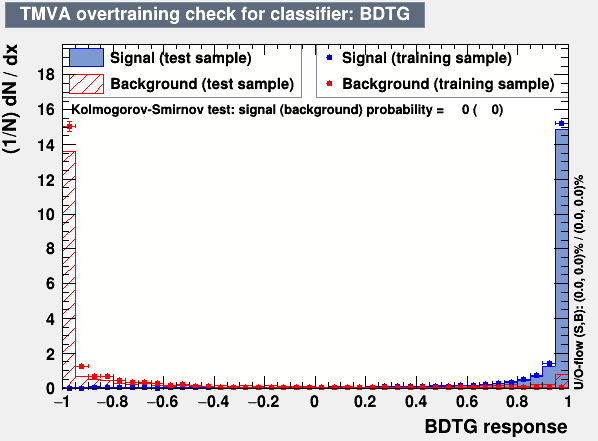 TMVA overtraining check for classifier: BDTG
Signal (test sample)
Background (test sample)
Signal (training sample)
Background (training sample)
Kolmogorov-Smirnov test: signal (background) probability = 0 ( 0)
(1/N) dN / dx
18
16
14
12
10
8
6
4
2
0
−1 −0.8 −0.6 −0.4 −0.2 0 0.2 0.4 0.6 0.8 1
BDTG response
U/O-flow (S,B): (0.0, 0.0)% / (0.0, 0.0)%